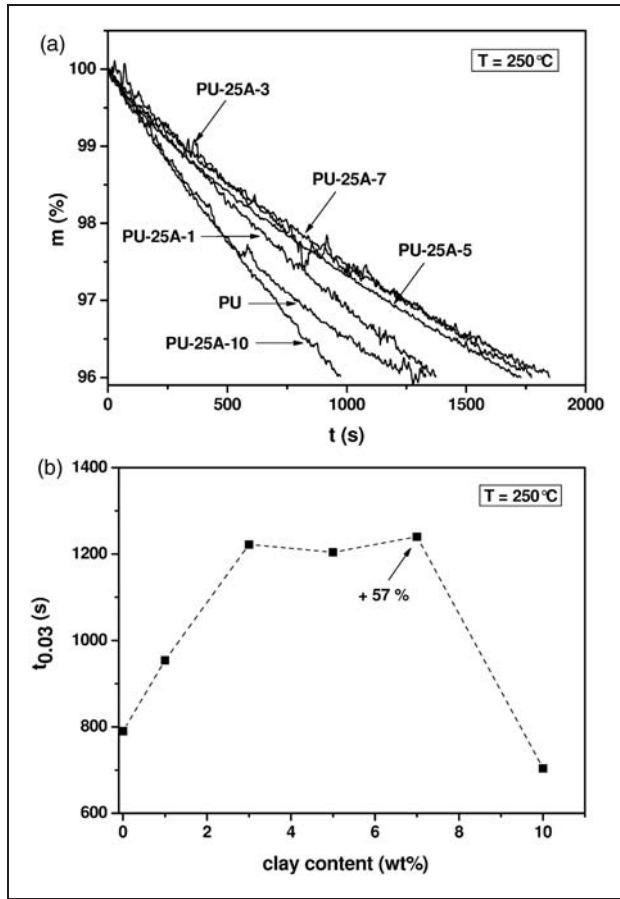 (a)
T = 250°C
100
99
98
97
96
m (%)
PU-25A-3
PU-25A-7
PU-25A-1
PU-25A-5
PU
PU-25A-10
0
500
1000
1500
2000
t (s)
(b)
T = 250°C
1400
1200
1000
800
600
t0.03 (s)
+ 57 %
0
2
4
6
8
10
clay content (wt%)